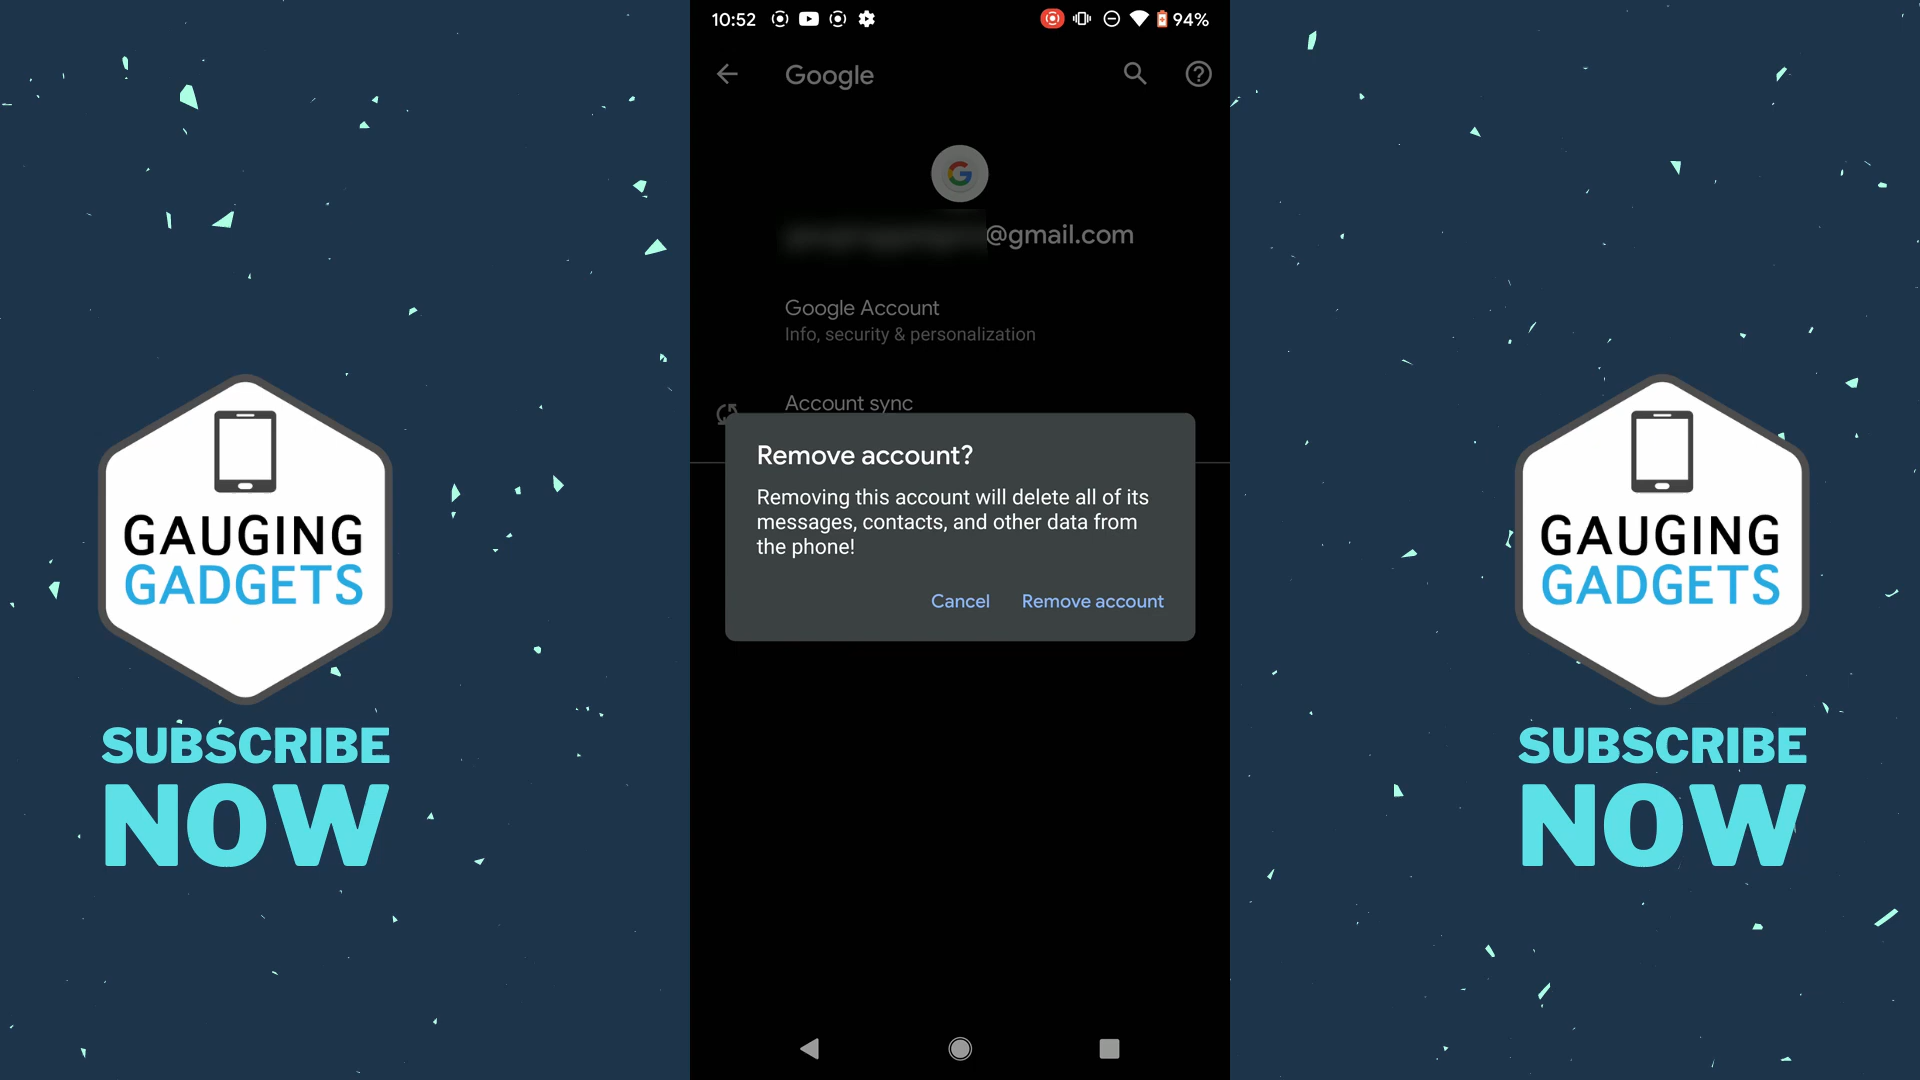 10:52
94%
Google
@gmail.com
Google Account
Info, security & personalization
Account sync
Remove account?
Removing this account will delete all of its
messages, contacts, and other data from
the phone!
Cancel Remove account
GAUGING
GADGETS
SUBSCRIBE
NOW
GAUGING
GADGETS
SUBSCRIBE
NOW